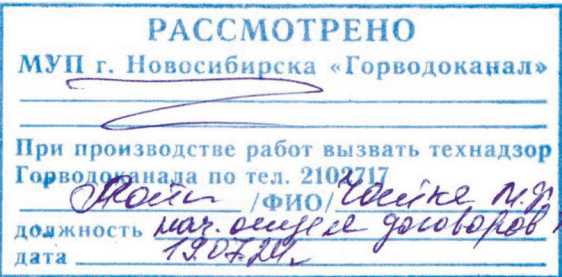 РАССМОТРЕНО
МУП г. Новосибирска «Горводоканал»
При производстве работ вызвать технадзор
Горводоканала по тел. 2102717
/ФИО/
должность нач. отдела договоров
дата 19.07.24г.